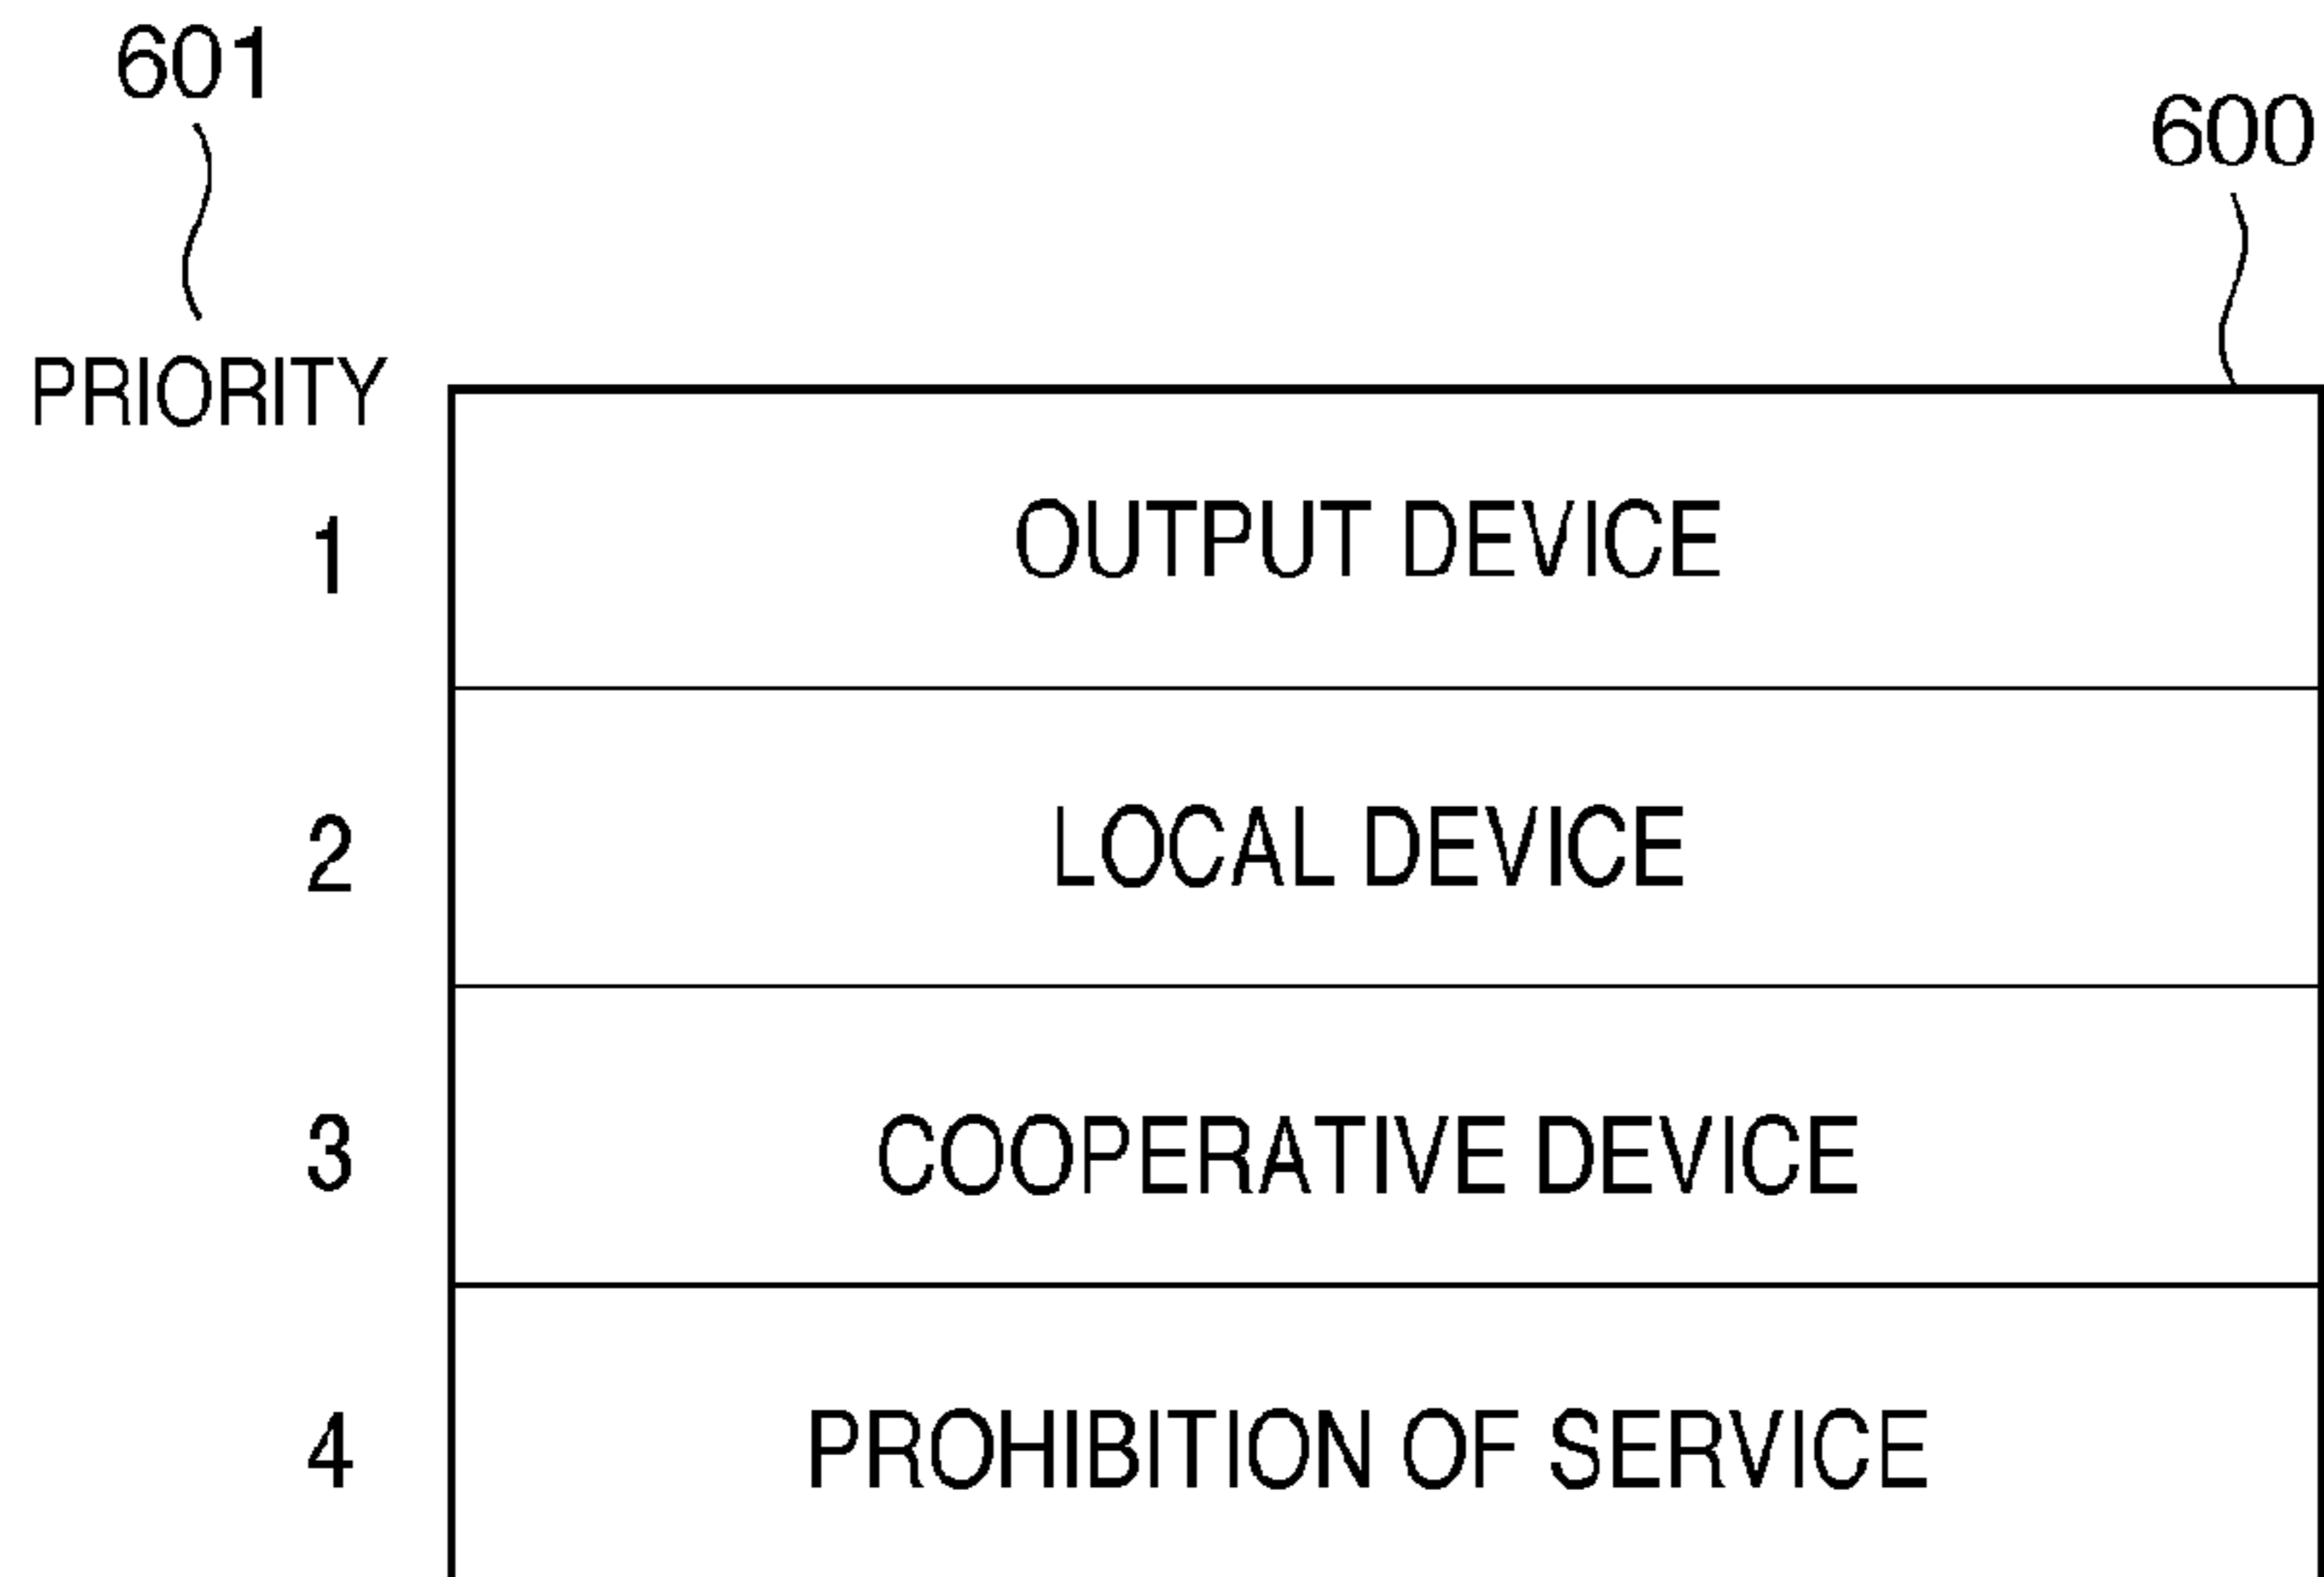 601
600
PRIORITY
1 OUTPUT DEVICE
2 LOCAL DEVICE
3 COOPERATIVE DEVICE
4 PROHIBITION OF SERVICE